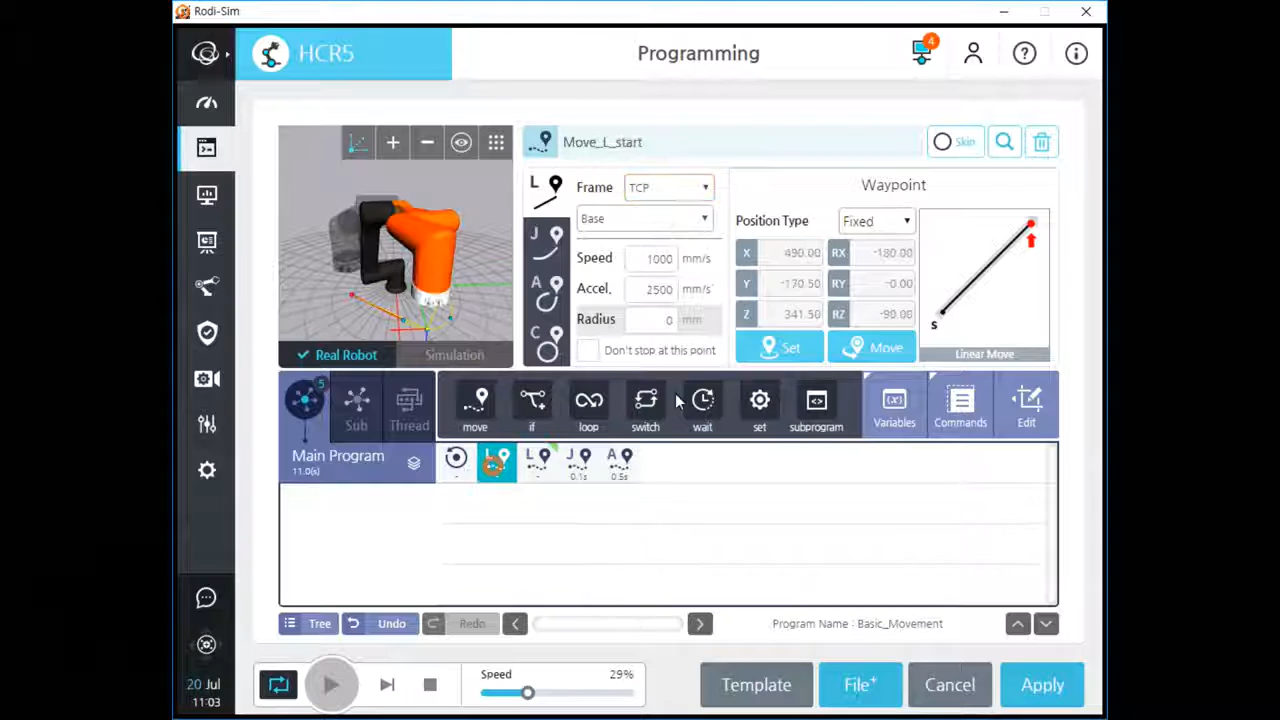 Rodi-Sim
HCR5
Programming
4
Move_L_start
Skin
L
J
A
C
Frame
TCP
Base
Speed
1000
mm/s
Accel.
2500
mm/s
Radius
0
mm
Don't stop at this point
Waypoint
Position Type
Fixed
X
490.00
RX
-180.00
Y
-170.50
RY
-0.00
Z
341.50
RZ
-90.00
Set
Move
S
Linear Move
Real Robot
Simulation
5
Sub
Thread
move
if
loop
switch
wait
set
subprogram
Variables
Commands
Edit
Main Program
11.0(s)
-
L
L
-
J
0.1s
A
0.5s
Tree
Undo
Redo
Program Name : Basic_Movement
Speed
29%
Template
File+
Cancel
Apply
20 Jul
11:03